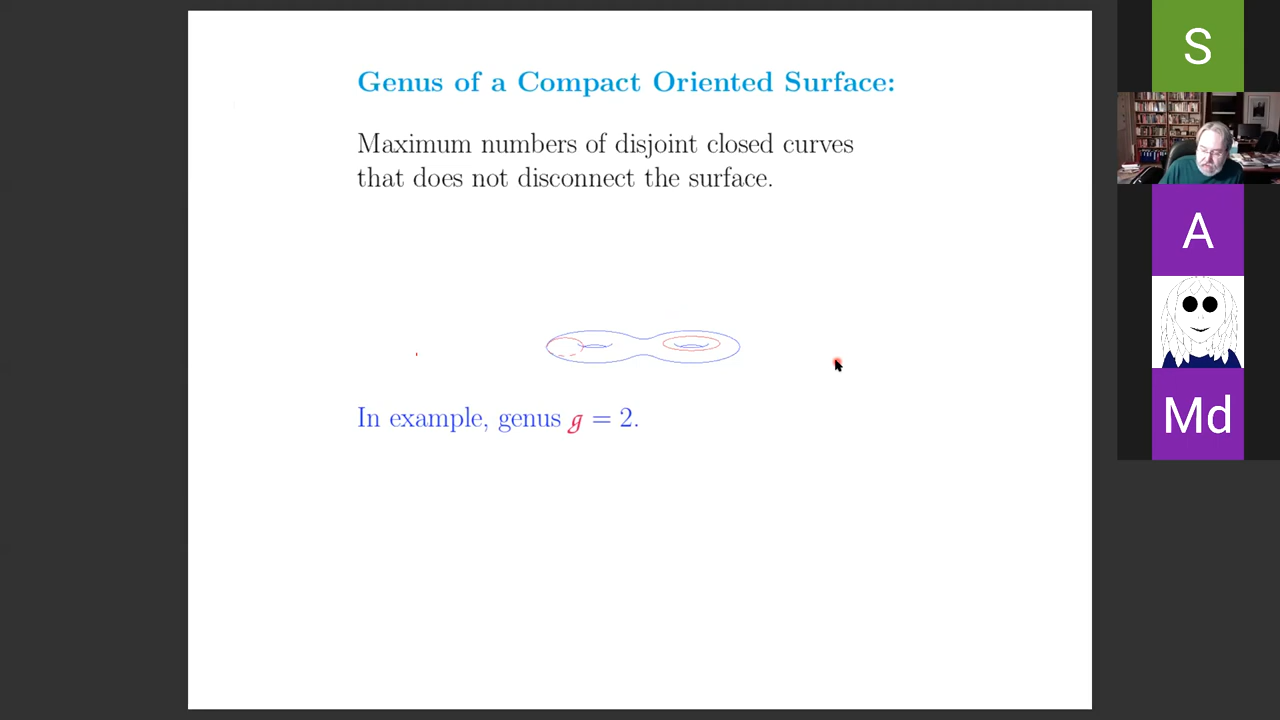 Genus of a Compact Oriented Surface:
Maximum numbers of disjoint closed curves
that does not disconnect the surface.
In example, genus g = 2.
S
A
Md